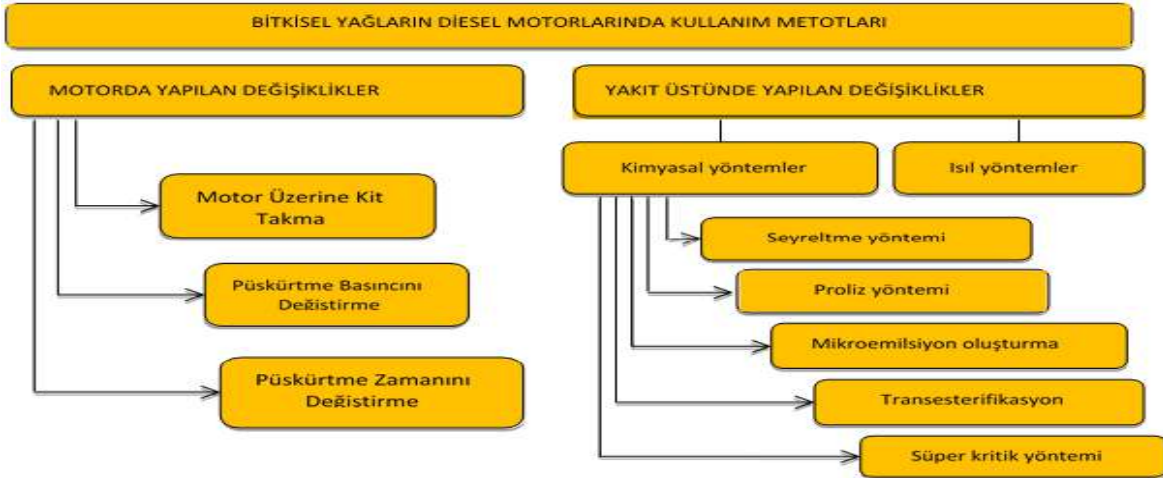 BİTKİSEL YAĞLARIN DİESEL MOTORLARINDA KULLANIM METOTLARI
MOTORDA YAPILAN DEĞİŞİKLİKLER
Motor Üzerine Kit
Takma
Püskürtme Basıncını
Değistirme
Püskürtme Zamanını
Değistirme
YAKIT ÜSTÜNDE YAPILAN DEĞİŞİKLİKLER
Kimyasal yöntemler
Isıl yöntemler
Seyreltme yöntemi
Proliz yöntemi
Mikroemilsiyon oluşturma
Transesterifikasyon
Süper kritik yöntemi